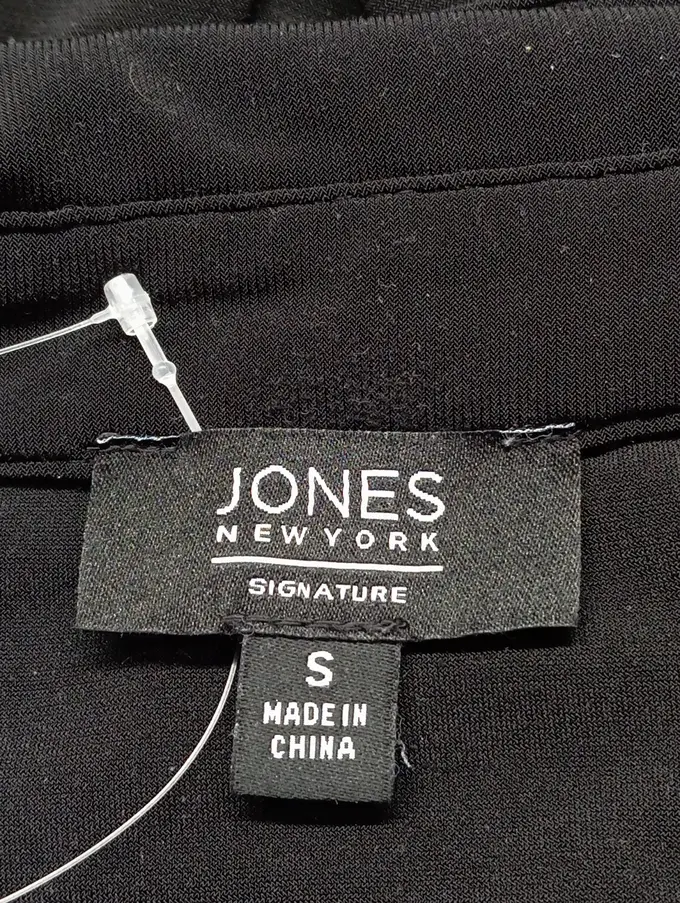 JONES
NEW YORK
SIGNATURE
S
MADE IN
CHINA